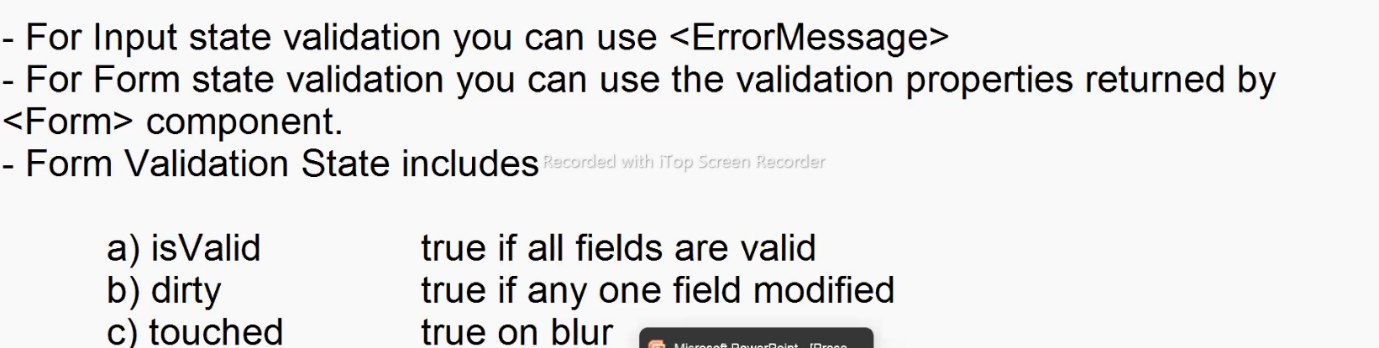 - For Input state validation you can use <ErrorMessage>
- For Form state validation you can use the validation properties returned by
<Form> component.
- Form Validation State includes Recorded with iTop Screen Recorder
a) isValid true if all fields are valid
b) dirty true if any one field modified
c) touched true on blur
Microsoft PowerPoint - [Prese...